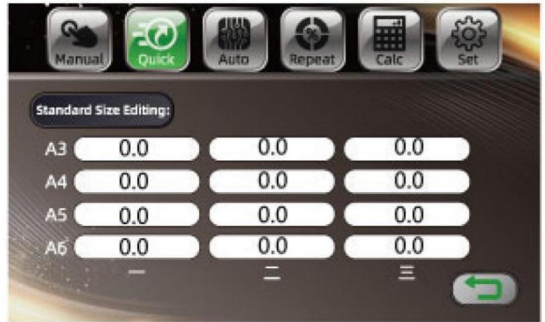 Manual Quick Auto Repeat Calc Set
Standard Size Editing:
A3 0.0 0.0 0.0
A4 0.0 0.0 0.0
A5 0.0 0.0 0.0
A6 0.0 0.0 0.0
一 二 三